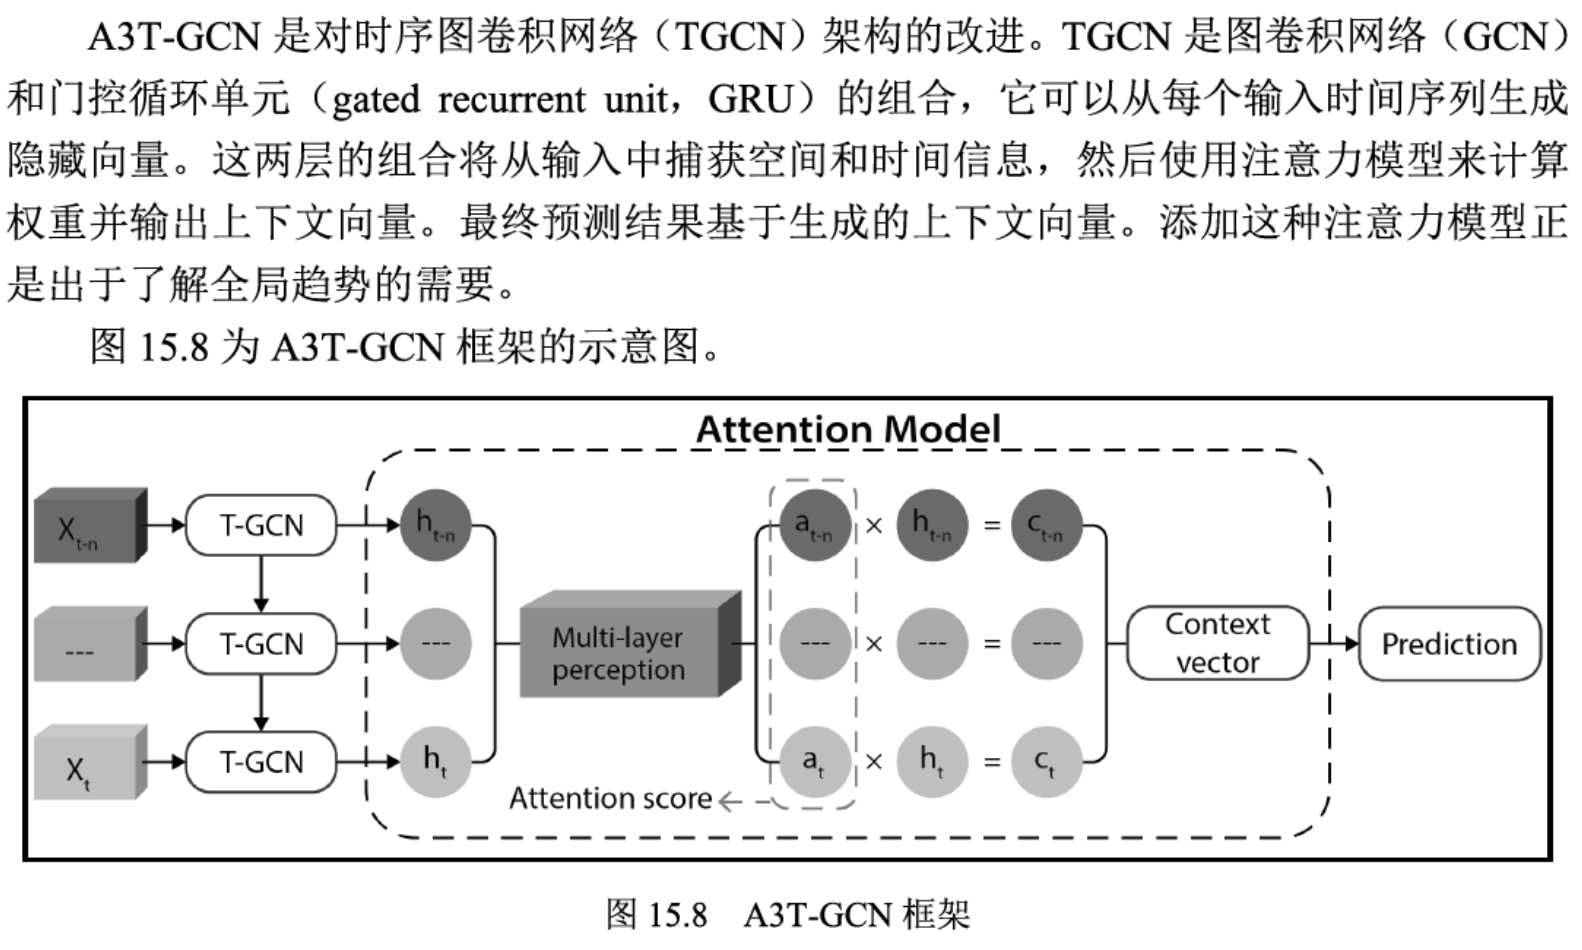 A3T-GCN 是对时序图卷积网络（TGCN）架构的改进。TGCN 是图卷积网络（GCN）
和门控循环单元（gated recurrent unit，GRU）的组合，它可以从每个输入时间序列生成
隐藏向量。这两层的组合将从输入中捕获空间和时间信息，然后使用注意力模型来计算
权重并输出上下文向量。最终预测结果基于生成的上下文向量。添加这种注意力模型正
是出于了解全局趋势的需要。
图 15.8 为 A3T-GCN 框架的示意图。
Attention Model
X t-n T-GCN h t-n a t-n × h t-n = c t-n
--- T-GCN --- Multi-layer perception --- × --- = --- Context vector Prediction
X t T-GCN h t a t × h t = c t
Attention score
图 15.8 A3T-GCN 框架